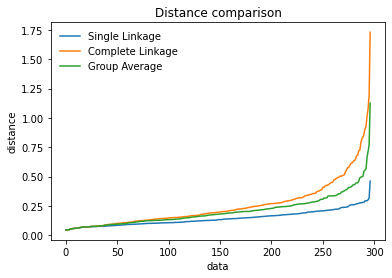 Distance comparison
Single Linkage
Complete Linkage
Group Average
distance
1.75
1.50
1.25
1.00
0.75
0.50
0.25
0.00
0 50 100 150 200 250 300
data